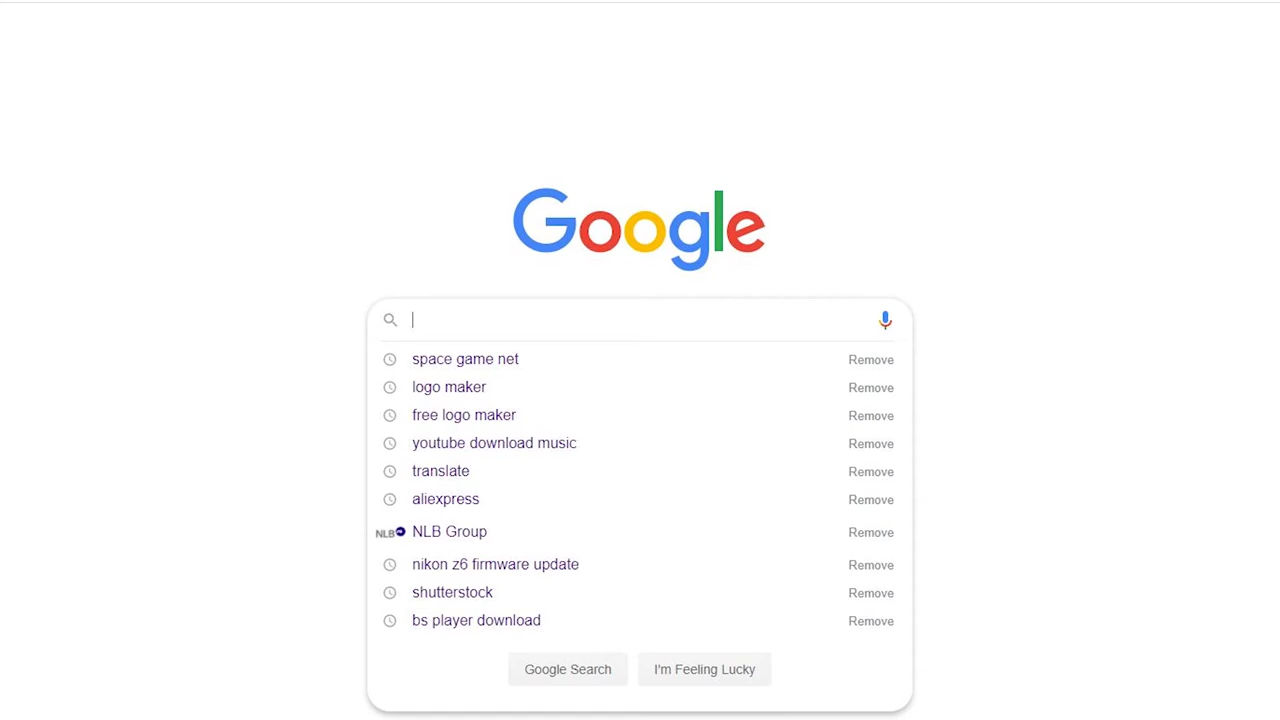 Google
space game net Remove
logo maker Remove
free logo maker Remove
youtube download music Remove
translate Remove
aliexpress Remove
NLB NLB Group Remove
nikon z6 firmware update Remove
shutterstock Remove
bs player download Remove
Google Search I'm Feeling Lucky